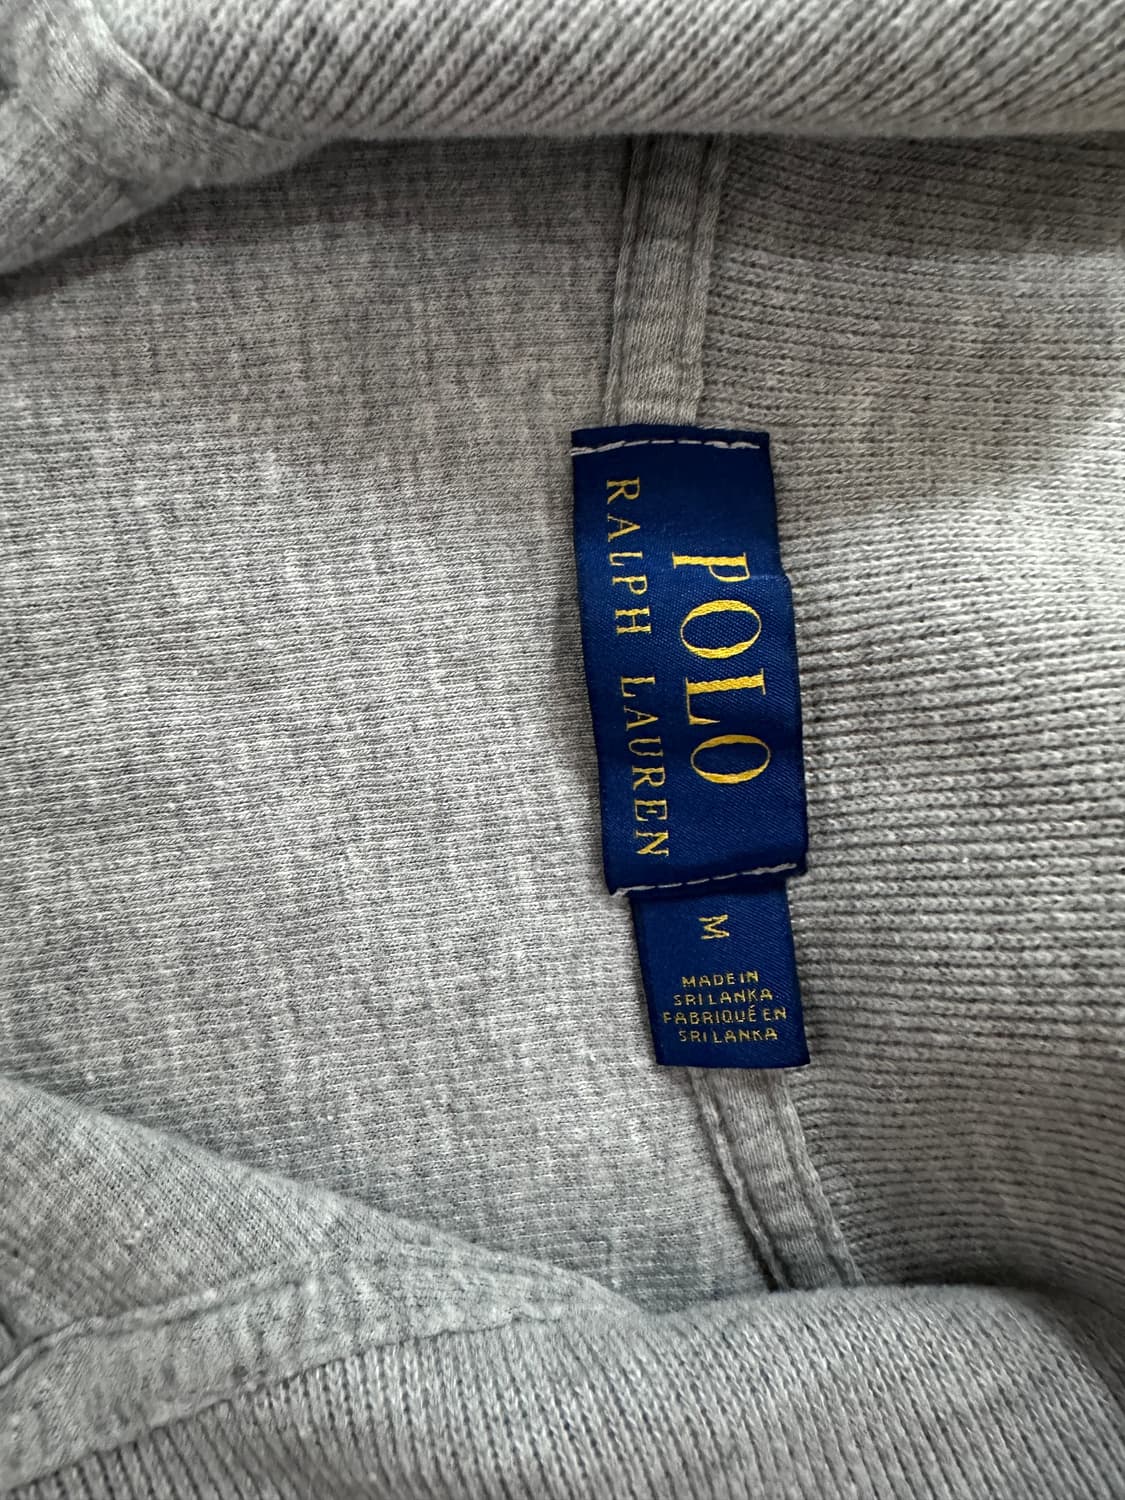 POLO
RALPH LAUREN
M
MADE IN
SRI LANKA
FABRIQUÉ EN
SRI LANKA